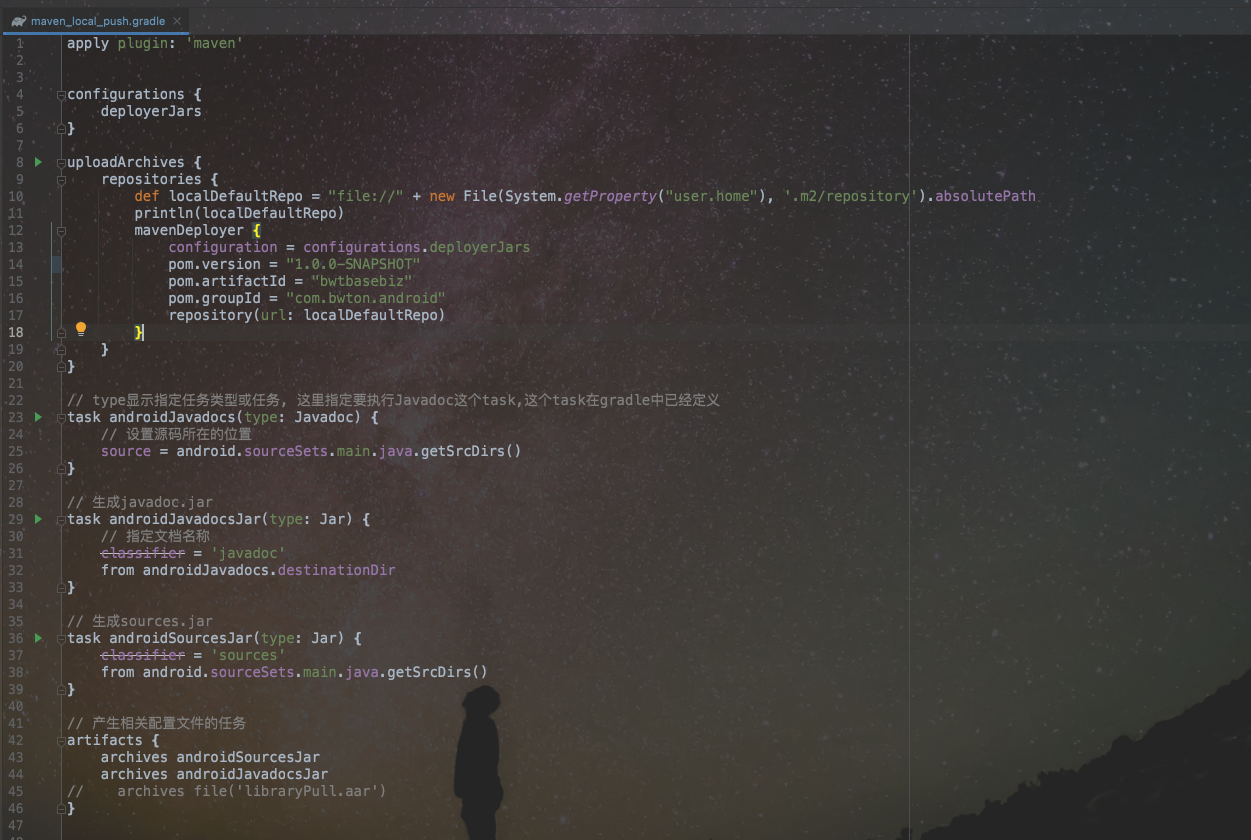 maven_local_push.gradle
1 apply plugin: 'maven'
2
3
4 configurations {
5     deployerJars
6 }
7
8 uploadArchives {
9     repositories {
10         def localDefaultRepo = "file://" + new File(System.getProperty("user.home"), '.m2/repository').absolutePath
11         println(localDefaultRepo)
12         mavenDeployer {
13             configuration = configurations.deployerJars
14             pom.version = "1.0.0-SNAPSHOT"
15             pom.artifactId = "bwtbasebiz"
16             pom.groupId = "com.bwton.android"
17             repository(url: localDefaultRepo)
18         }
19     }
20 }
21
22 // type显示指定任务类型或任务, 这里指定要执行Javadoc这个task,这个task在gradle中已经定义
23 task androidJavadocs(type: Javadoc) {
24     // 设置源码所在的位置
25     source = android.sourceSets.main.java.getSrcDirs()
26 }
27
28 // 生成javadoc.jar
29 task androidJavadocsJar(type: Jar) {
30     // 指定文档名称
31     classifier = 'javadoc'
32     from androidJavadocs.destinationDir
33 }
34
35 // 生成sources.jar
36 task androidSourcesJar(type: Jar) {
37     classifier = 'sources'
38     from android.sourceSets.main.java.getSrcDirs()
39 }
40
41 // 产生相关配置文件的任务
42 artifacts {
43     archives androidSourcesJar
44     archives androidJavadocsJar
45 //    archives file('libraryPull.aar')
46 }
47